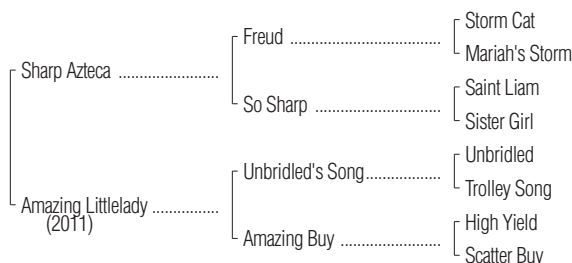 Storm Cat
Freud ......................................
Mariah's Storm
Sharp Azteca .........................
Saint Liam
So Sharp ................................
Sister Girl
Unbridled
Unbridled's Song...................
Trolley Song
Amazing Littlelady .................
(2011)
High Yield
Amazing Buy .........................
Scatter Buy